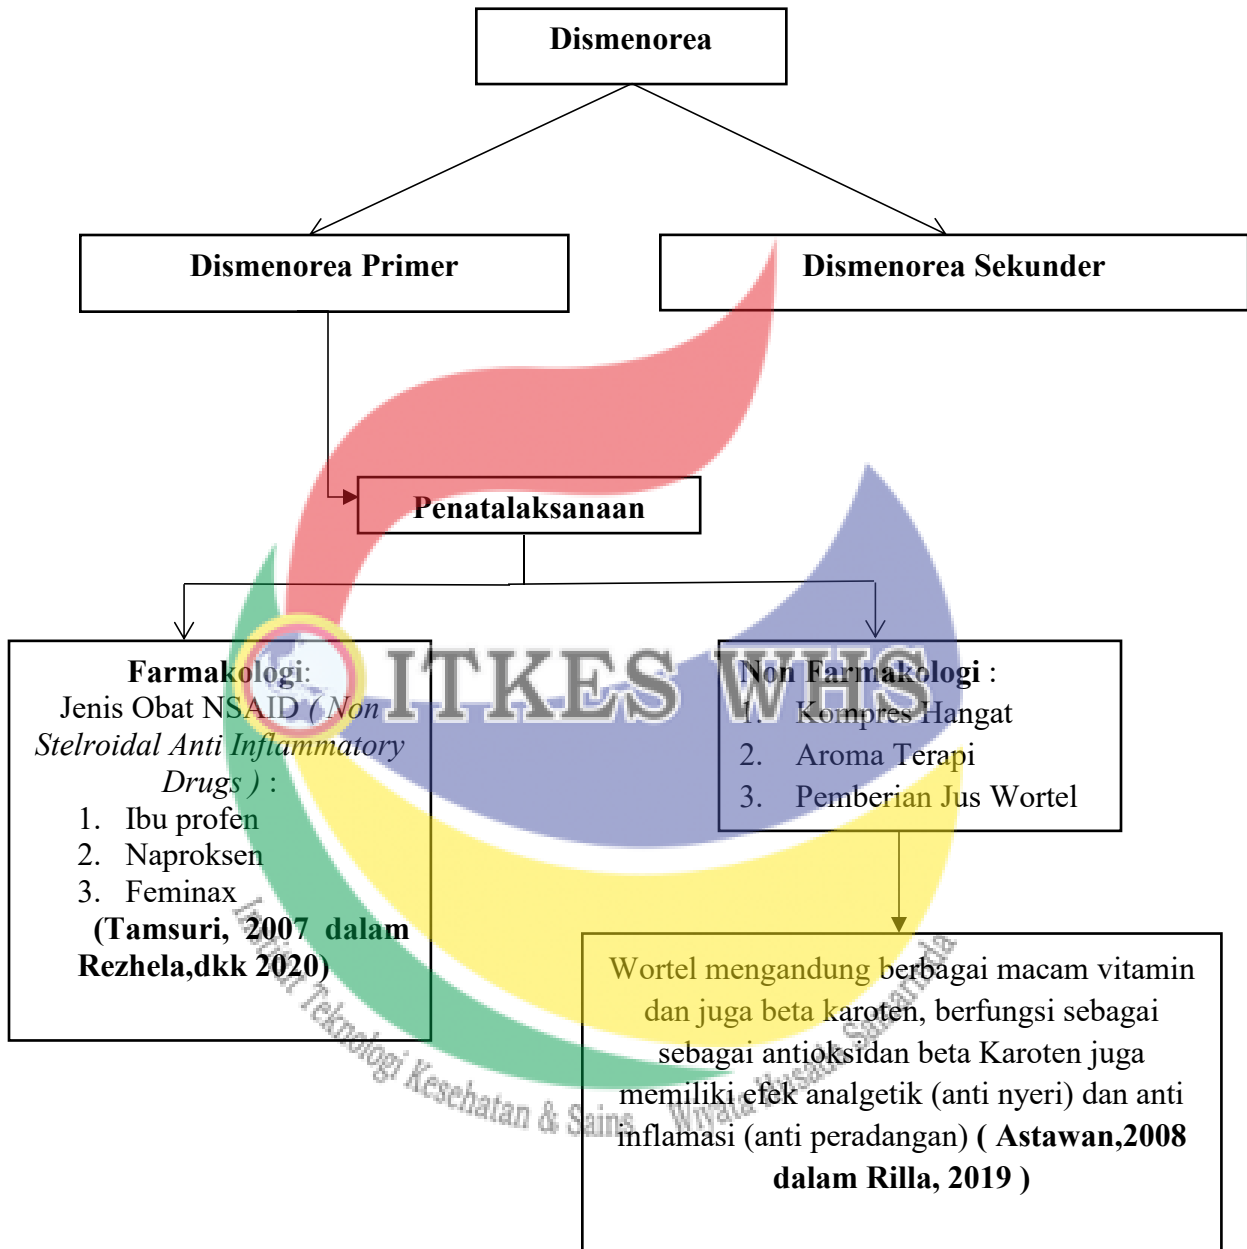 Dismenorea
Dismenorea Primer
Dismenorea Sekunder
Penatalaksanaan
Farmakologi:
Jenis Obat NSAID ( Non
Stelroidal Anti Inflammatory
Drugs ) :
1. Ibu profen
2. Naproksen
3. Feminax
(Tamsuri, 2007 dalam
Rezhela,dkk 2020)
ITKES WHS
Non Farmakologi :
1. Kompres Hangat
2. Aroma Terapi
3. Pemberian Jus Wortel
Wortel mengandung berbagai macam vitamin
dan juga beta karoten, berfungsi sebagai
sebagai antioksidan beta Karoten juga
memiliki efek analgetik (anti nyeri) dan anti
inflamasi (anti peradangan) ( Astawan,2008
dalam Rilla, 2019 )
Institut Teknologi Kesehatan & Sains Wiyata Husada Samarinda